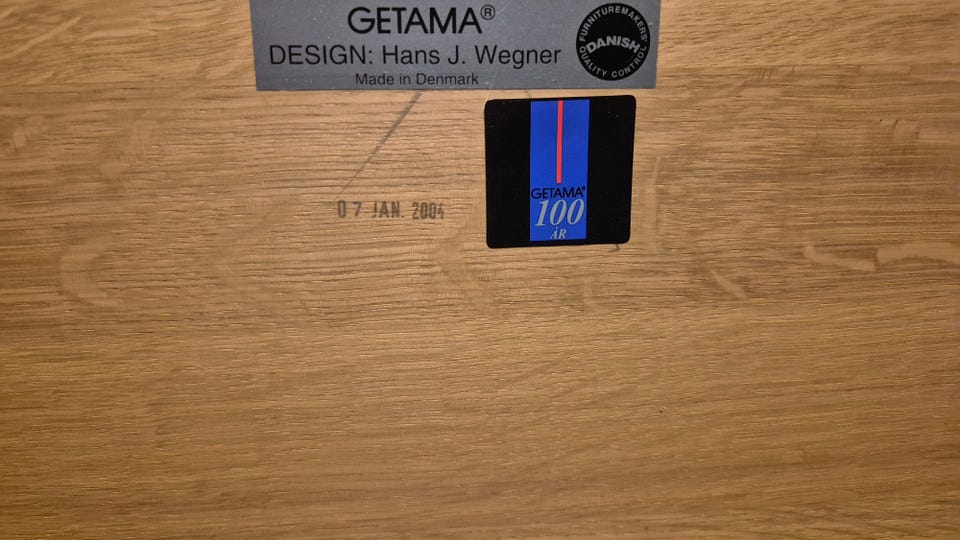 GETAMA®
DESIGN: Hans J. Wegner
Made in Denmark
FURNITUREMAKERS'
DANISH
QUALITY CONTROL
GETAMA®
100
ÅR
07 JAN. 2004